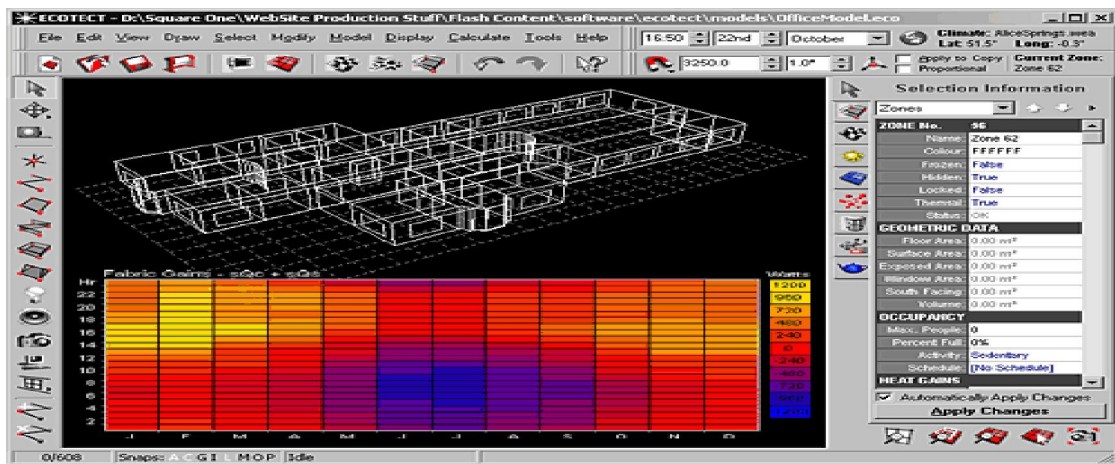 ECOTECT - D:\Square One\WebSite Production Stuff\Flash Content\software\ecotect\models\OfficeModel.eco
File Edit View Draw Select Modify Model Display Calculate Tools Help
16:50 22nd October
Climate: AliceSprings.wea
Lat: 51.5° Long: -0.3°
3250.0 1.0°
Apply to Copy
Proportional
Current Zone:
Zone 62
Selection Information
Zones
ZONE No. 96
Name: Zone 62
Colour: FFFFFF
Frozen: False
Hidden: True
Locked: False
Thermal: True
Status: OK
GEOMETRIC DATA
Floor Area: 0.00 m²
Surface Area: 0.00 m²
Exposed Area: 0.00 m²
Window Area: 0.00 m²
South Facing: 0.00 m²
Volume: 0.00 m²
OCCUPANCY
Max. People: 0
Percent Full: 0%
Activity: Sedentary
Schedule: [No Schedule]
HEAT GAINS
Automatically Apply Changes
Apply Changes
Fabric Gains - sQc + sQs
Hr
22
20
18
16
14
12
10
8
6
4
2
J F M A M J J A S O N D
Watts
1200
960
720
480
240
0
240
480
720
960
1200
0/608 Snaps: A C G I L M O P Idle